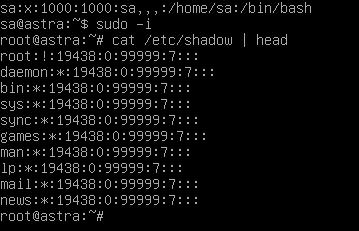 sa:x:1000:1000:sa,,,:/home/sa:/bin/bash
sa@astra:~$ sudo -i
root@astra:~# cat /etc/shadow | head
root:!:19438:0:99999:7:::
daemon:*:19438:0:99999:7:::
bin:*:19438:0:99999:7:::
sys:*:19438:0:99999:7:::
sync:*:19438:0:99999:7:::
games:*:19438:0:99999:7:::
man:*:19438:0:99999:7:::
lp:*:19438:0:99999:7:::
mail:*:19438:0:99999:7:::
news:*:19438:0:99999:7:::
root@astra:~#